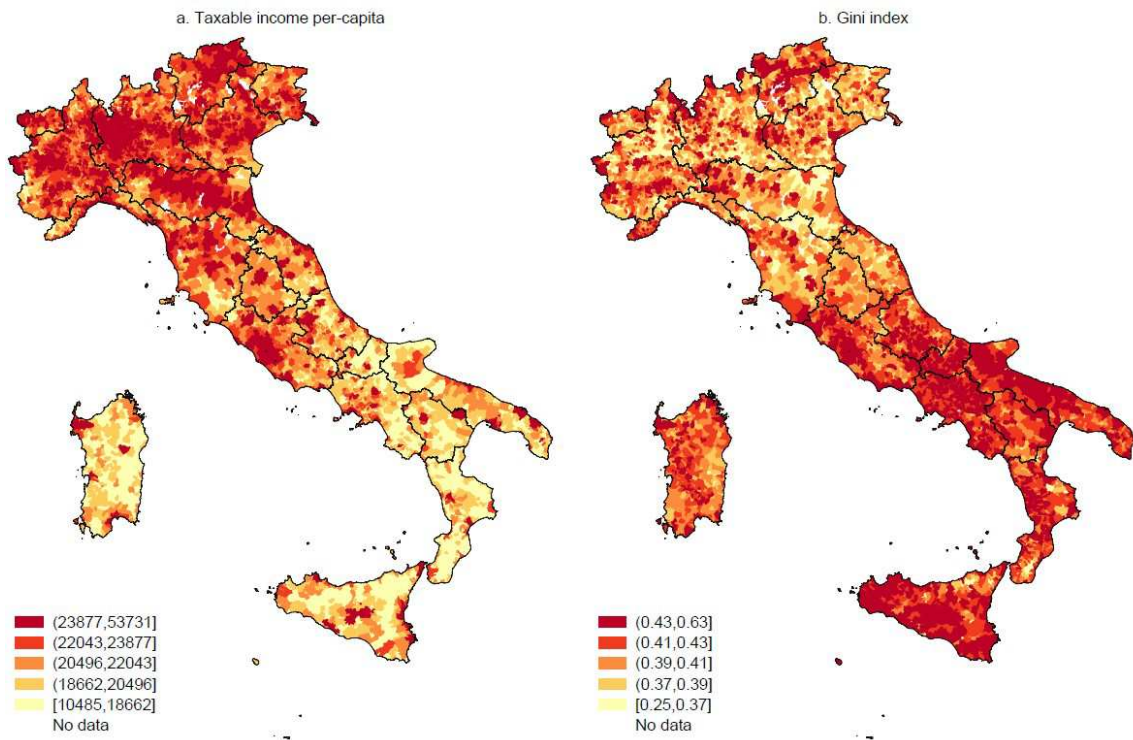 a. Taxable income per-capita
(23877,53731]
(22043,23877]
(20496,22043]
(18662,20496]
[10485,18662]
No data
b. Gini index
(0.43,0.63]
(0.41,0.43]
(0.39,0.41]
(0.37,0.39]
[0.25,0.37]
No data